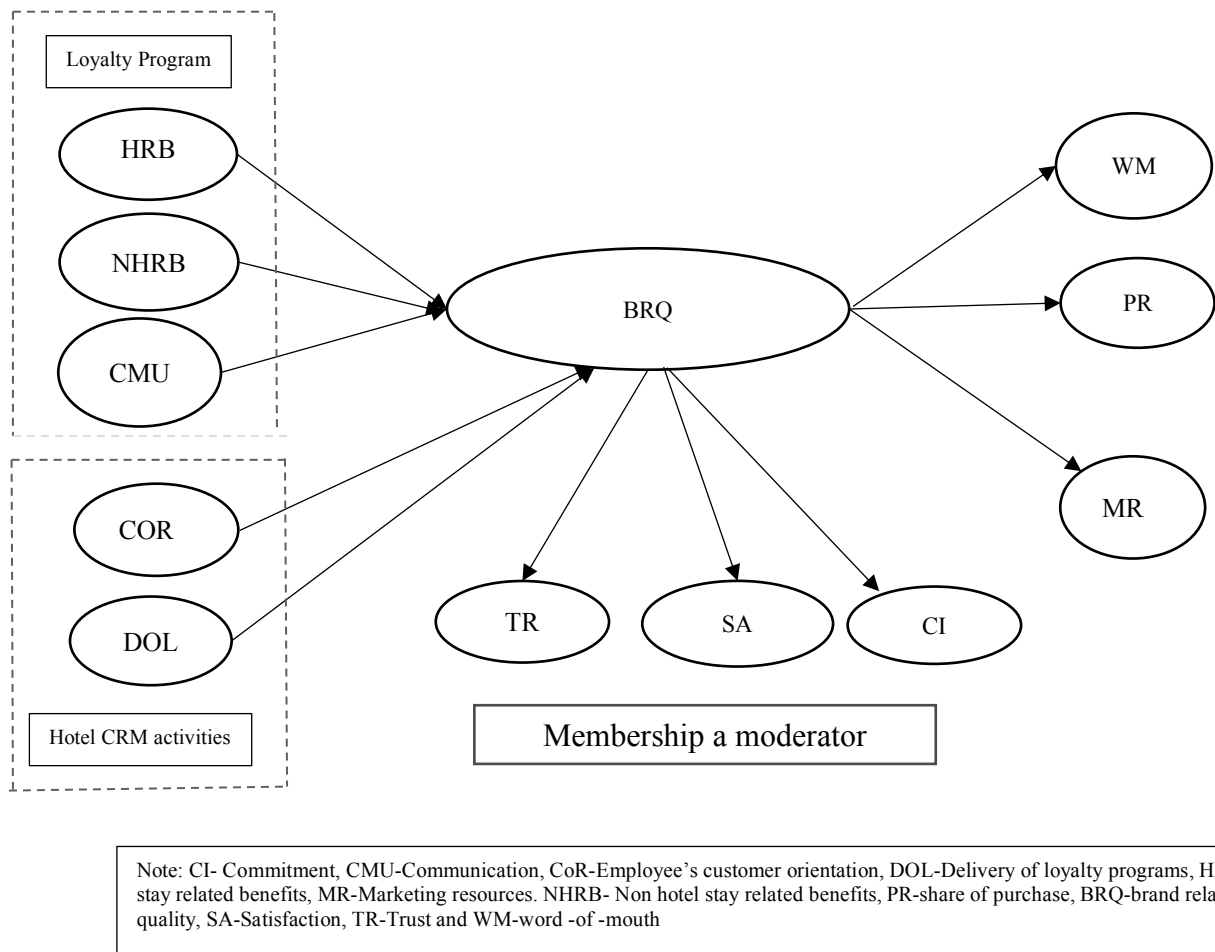 Loyalty Program
HRB
NHRB
CMU
COR
DOL
Hotel CRM activities
BRQ
WM
PR
MR
TR
SA
CI
Membership a moderator
Note: CI- Commitment, CMU-Communication, CoR-Employee’s customer orientation, DOL-Delivery of loyalty programs,
stay related benefits, MR-Marketing resources. NHRB- Non hotel stay related benefits, PR-share of purchase, BRQ-brand
quality, SA-Satisfaction, TR-Trust and WM-word -of -mouth